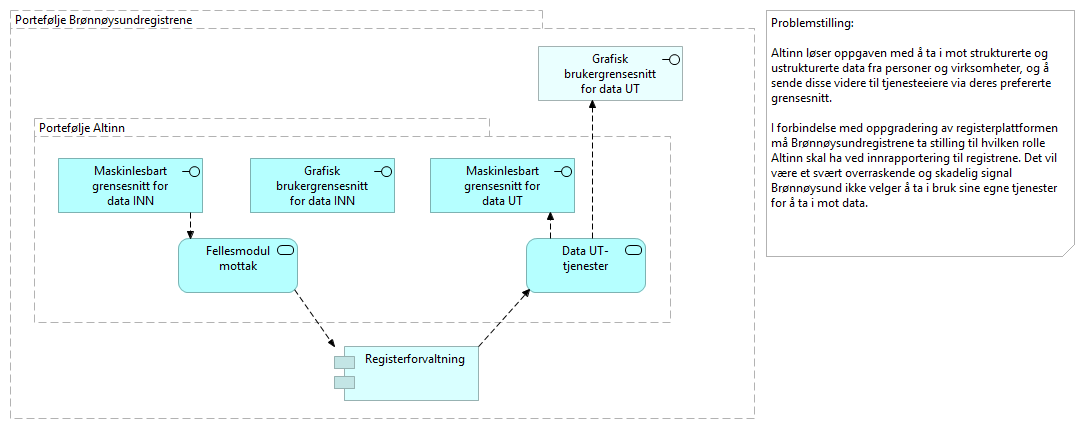 Portefølje Brønnøysundregistrene
Grafisk
brukergrensesnitt
for data UT
Portefølje Altinn
Maskinlesbart
grensesnitt for
data INN
Grafisk
brukergrensesnitt
for data INN
Maskinlesbart
grensesnitt for
data UT
Fellesmodul
mottak
Data UT-
tjenester
Registerforvaltning
Problemstilling:
Altinn løser oppgaven med å ta i mot strukturerte og
ustrukturerte data fra personer og virksomheter, og å
sende disse videre til tjenesteeiere via deres prefererte
grensesnitt.
I forbindelse med oppgradering av registerplattformen
må Brønnøysundregistrene ta stilling til hvilken rolle
Altinn skal ha ved innrapportering til registrene. Det vil
være et svært overraskende og skadelig signal
Brønnøysund ikke velger å ta i bruk sine egne tjenester
for å ta i mot data.